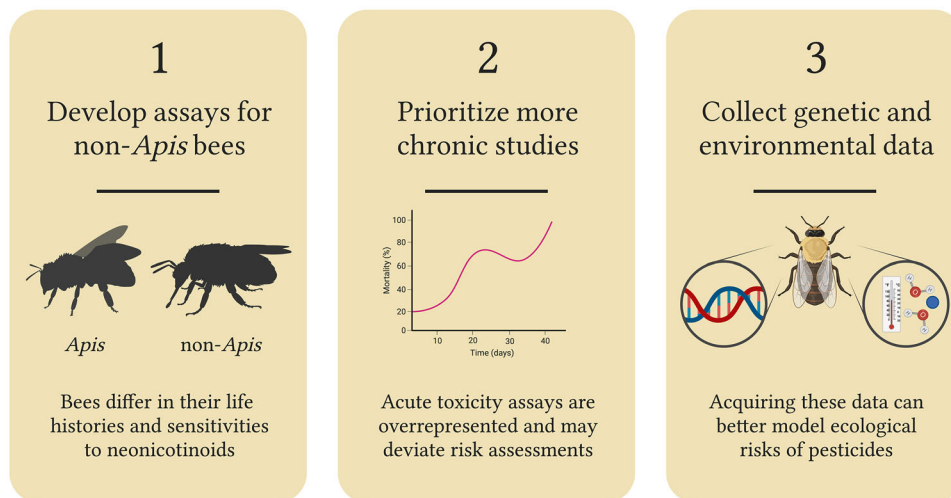 1
Develop assays for
non-Apis bees
Apis
non-Apis
Bees differ in their life
histories and sensitivities
to neonicotinoids
2
Prioritize more
chronic studies
Mortality (%)
100
80
60
40
20
0
10
20
30
40
Time (days)
Acute toxicity assays are
overrepresented and may
deviate risk assessments
3
Collect genetic and
environmental data
Acquiring these data can
better model ecological
risks of pesticides